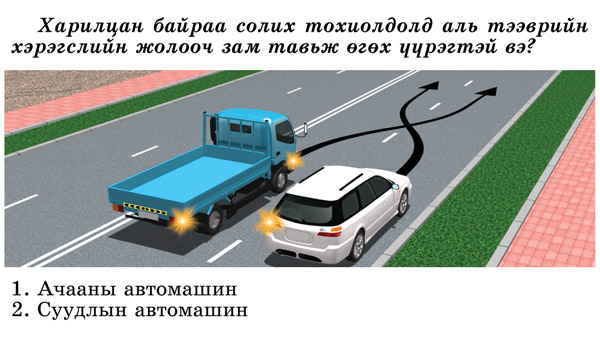 Харилцан байраа солих тохиолдолд аль тээврийн
хэрэгслийн жолооч зам тавьж өгөх үүрэгтэй вэ?
1. Ачааны автомашин
2. Суудлын автомашин